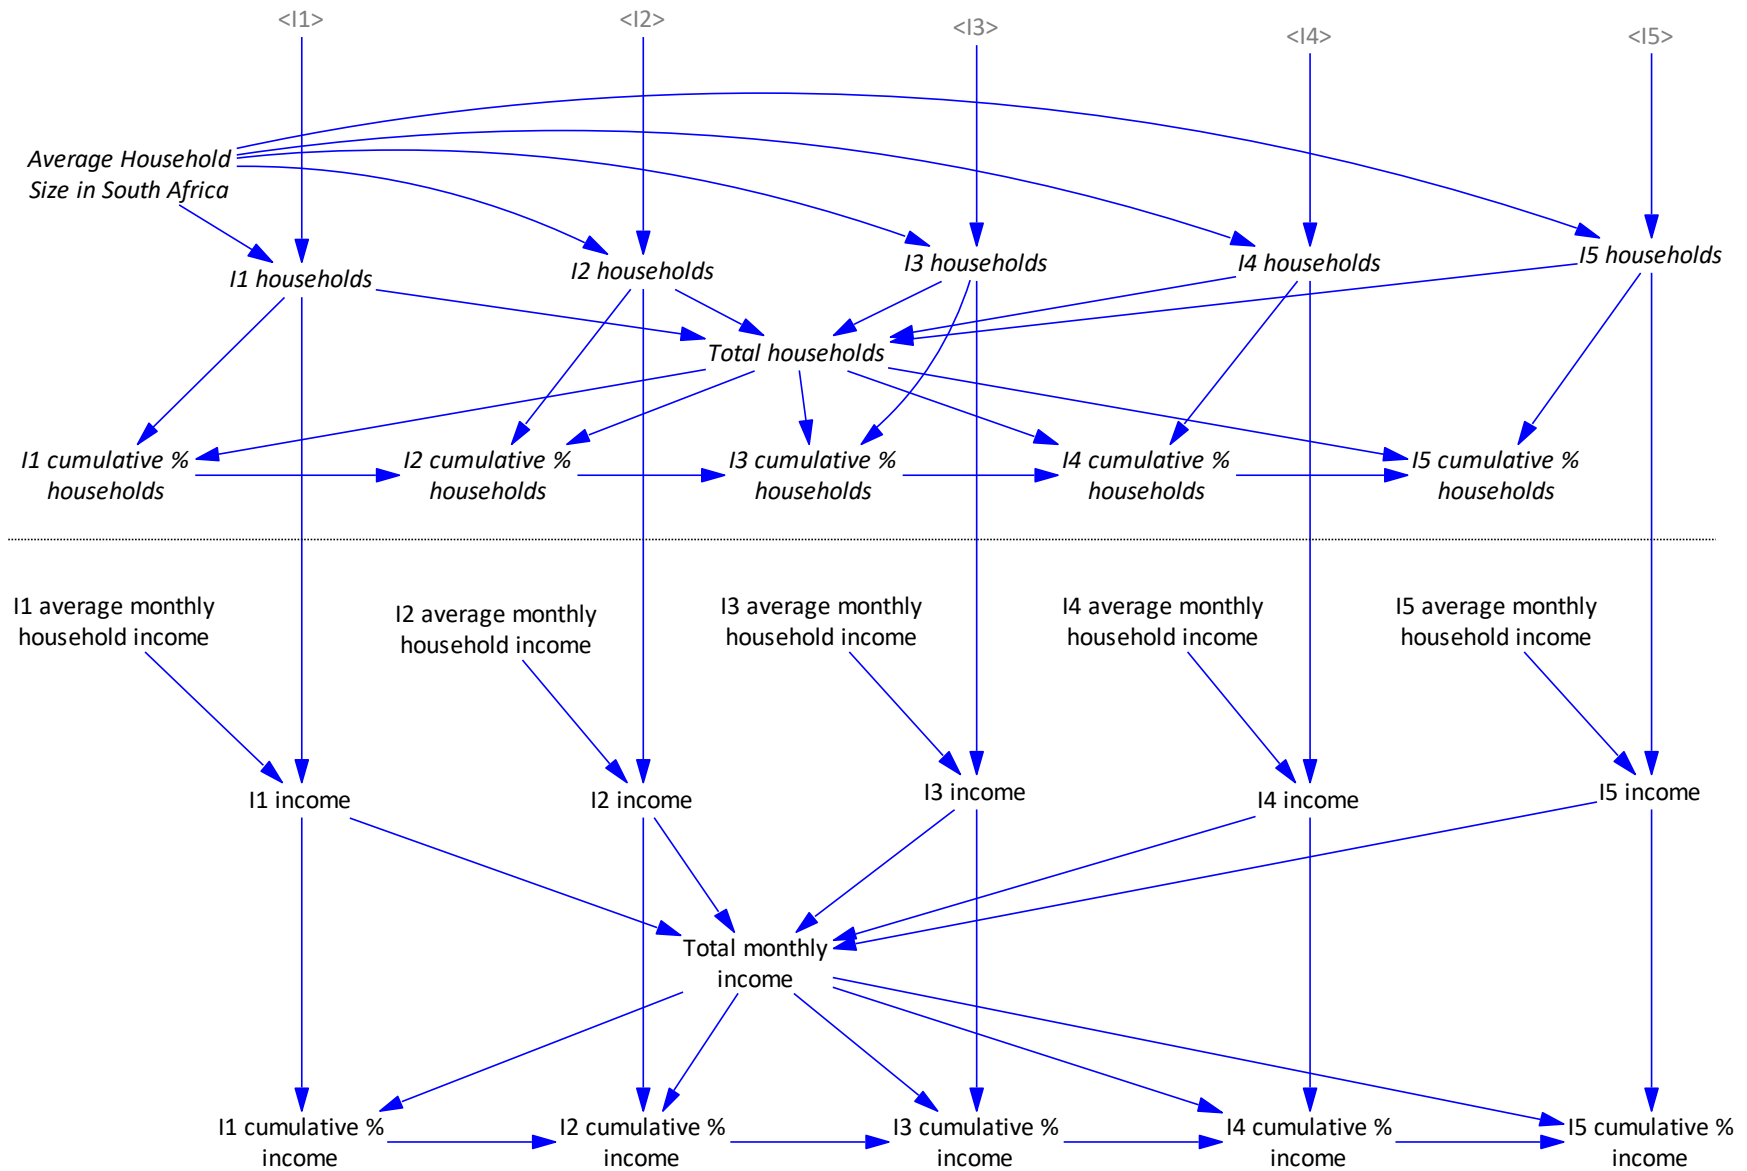 <I1>
<I2>
<I3>
<I4>
<I5>
Average Household
Size in South Africa
I1 households
I2 households
I3 households
I4 households
I5 households
Total households
I1 cumulative %
households
I2 cumulative %
households
I3 cumulative %
households
I4 cumulative %
households
I5 cumulative %
households
I1 average monthly
household income
I2 average monthly
household income
I3 average monthly
household income
I4 average monthly
household income
I5 average monthly
household income
I1 income
I2 income
I3 income
I4 income
I5 income
Total monthly
income
I1 cumulative %
income
I2 cumulative %
income
I3 cumulative %
income
I4 cumulative %
income
I5 cumulative %
income